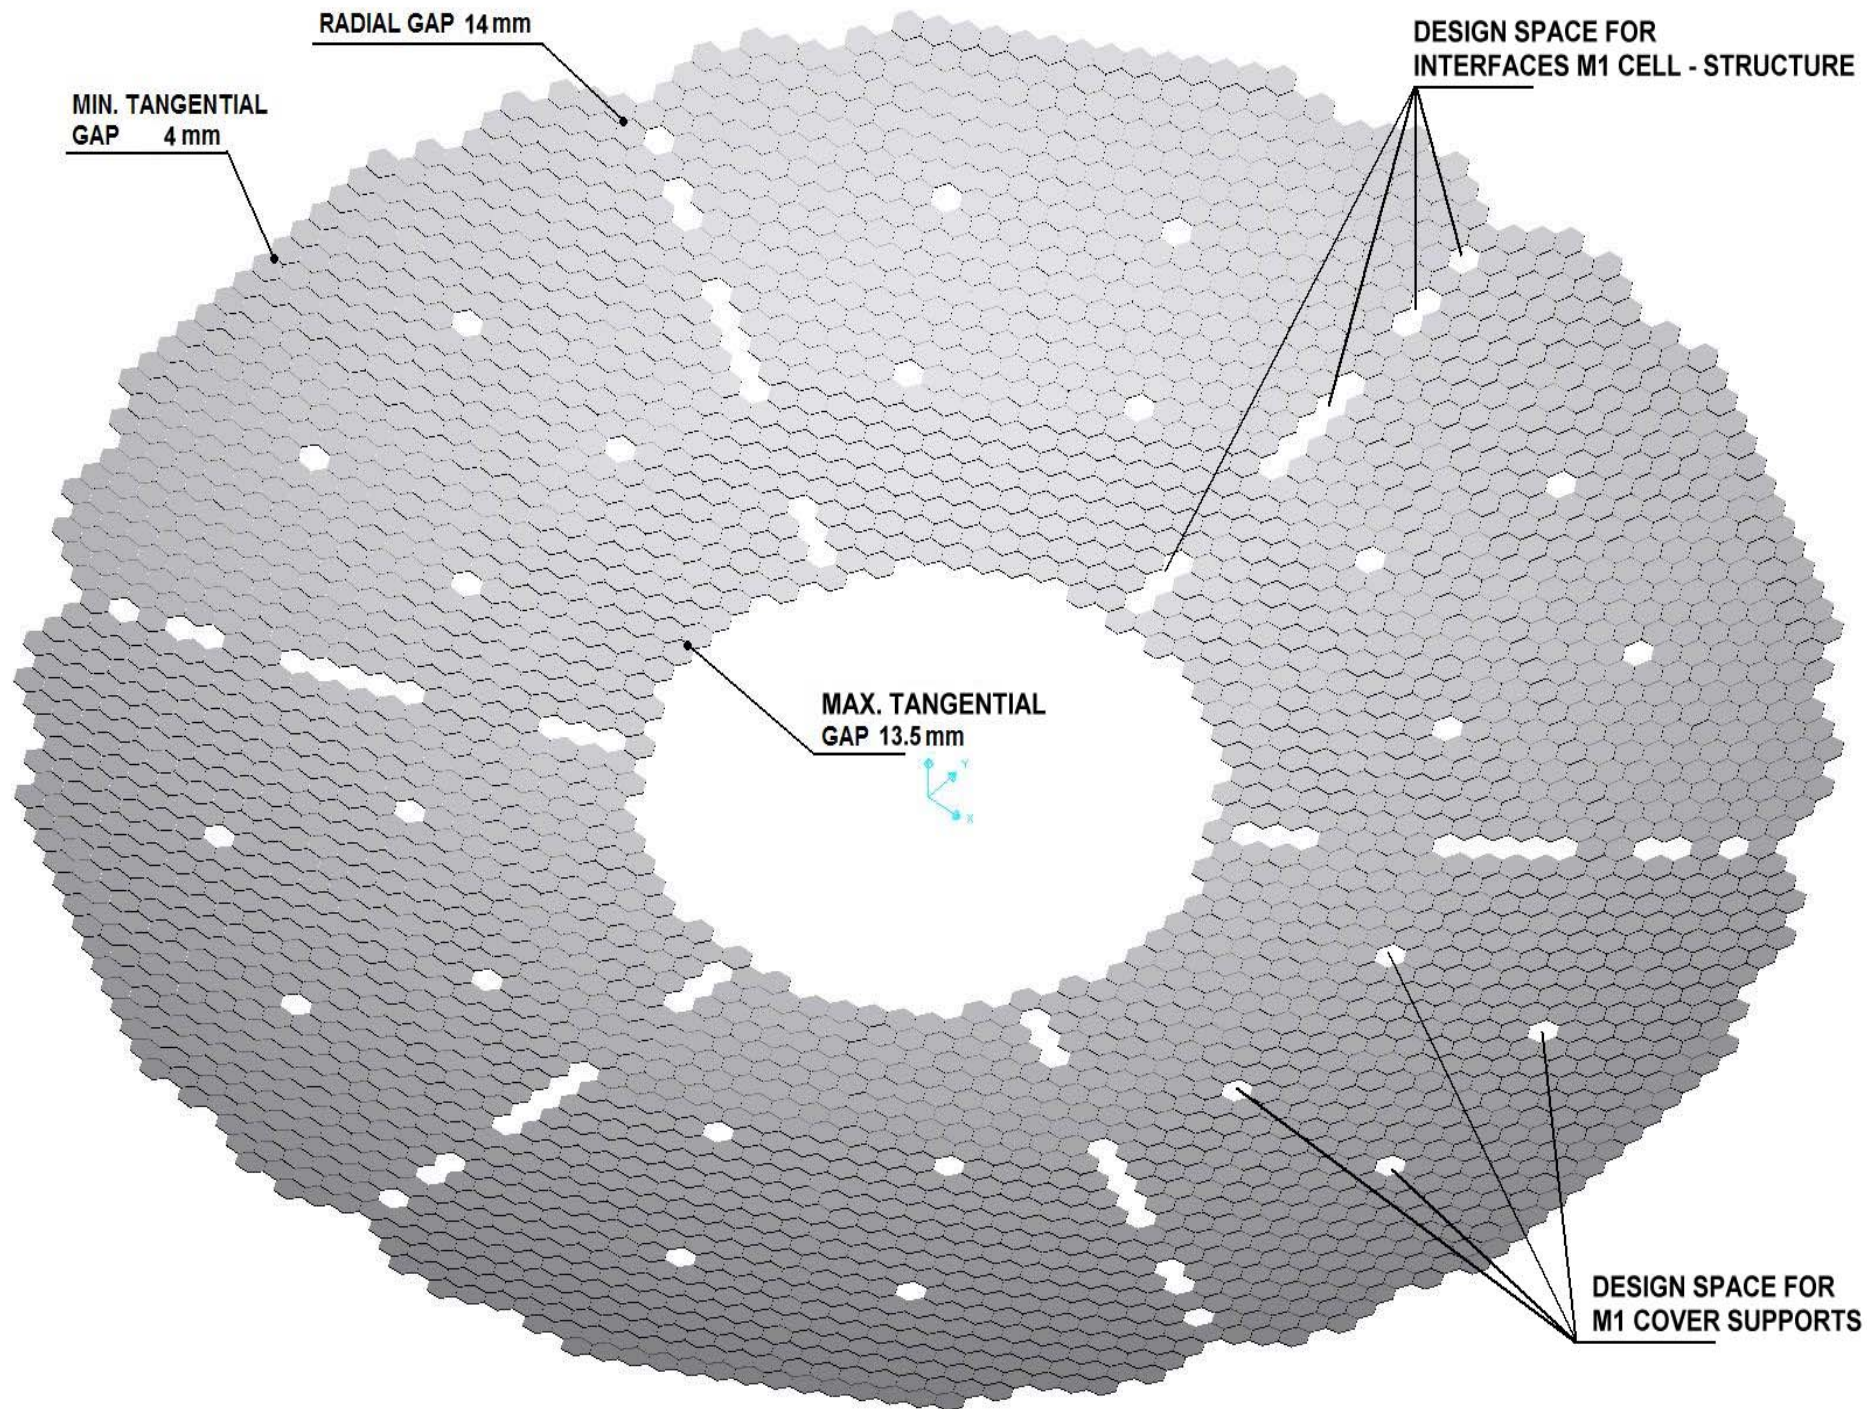 RADIAL GAP 14 mm
DESIGN SPACE FOR
INTERFACES M1 CELL - STRUCTURE
MIN. TANGENTIAL
GAP 4 mm
MAX. TANGENTIAL
GAP 13.5 mm
Y
X
DESIGN SPACE FOR
M1 COVER SUPPORTS